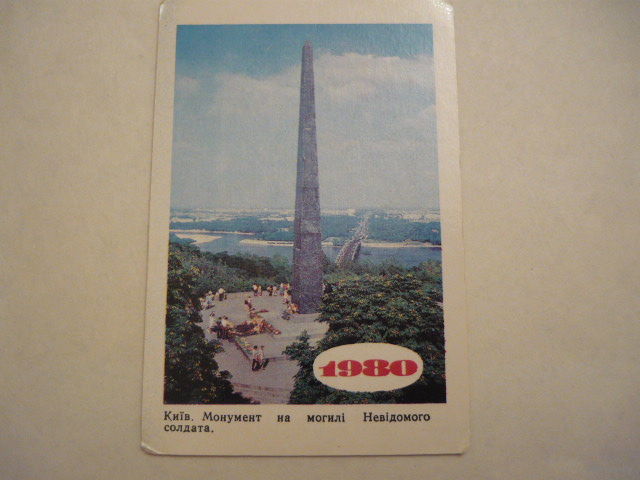 1980
Київ. Монумент на могилі Невідомого
солдата.